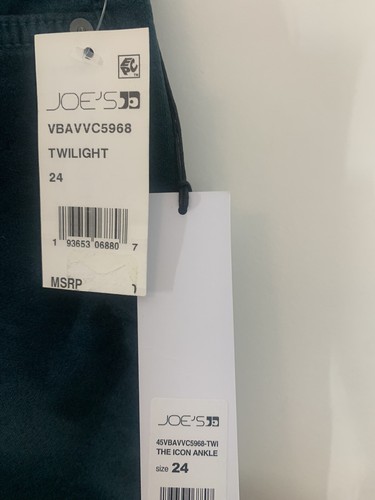 EPC
JOE'S JD
VBAVVC5968
TWILIGHT
24
1 93653 06880 7
MSRP
JOE'S JD
45VBAVVC5968-TWI
THE ICON ANKLE
size 24